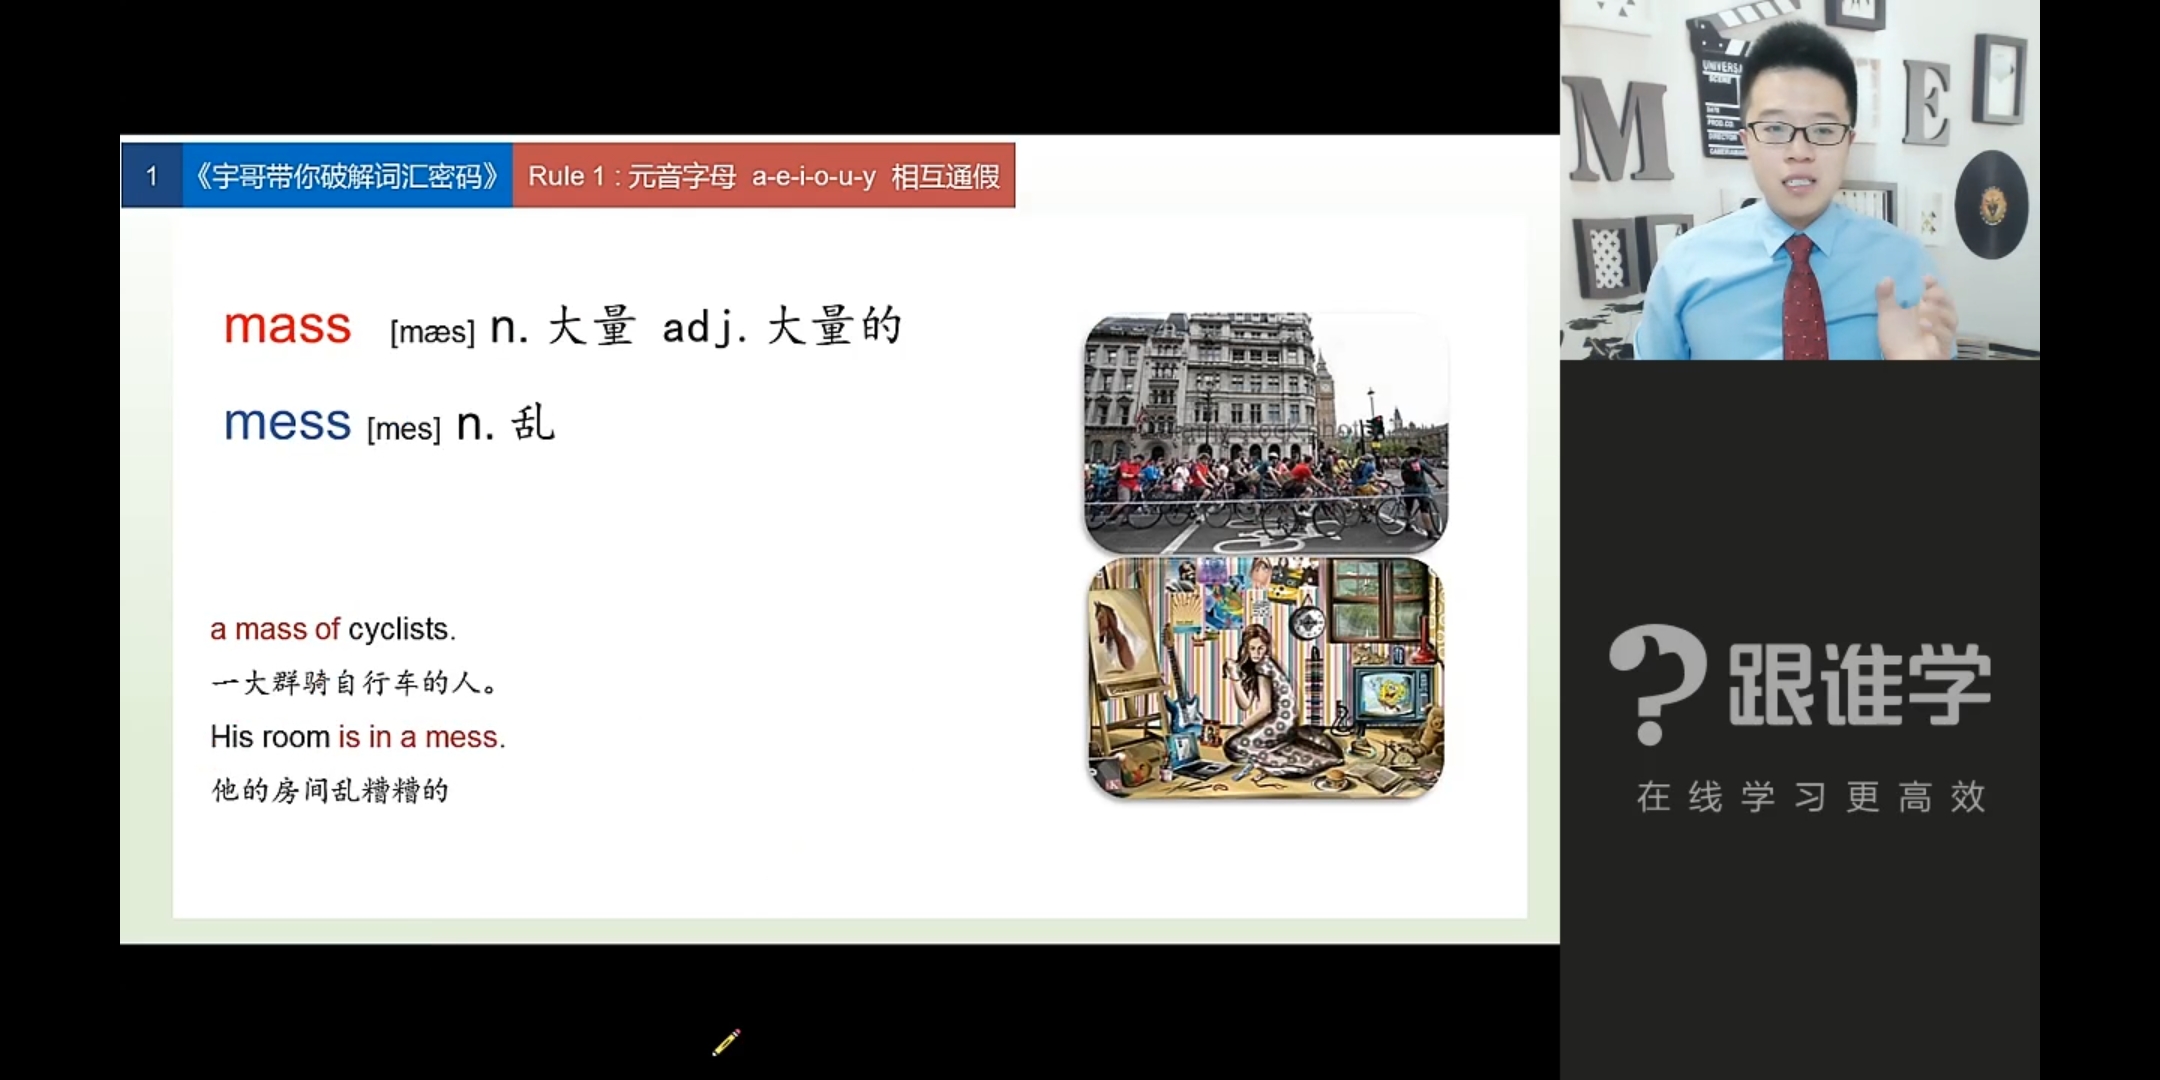 1 《宇哥带你破解词汇密码》 Rule 1 : 元音字母 a-e-i-o-u-y 相互通假
mass [mæs] n. 大量 adj. 大量的
mess [mes] n. 乱
a mass of cyclists.
一大群骑自行车的人。
His room is in a mess.
他的房间乱糟糟的
M
E
跟谁学
在线学习更高效